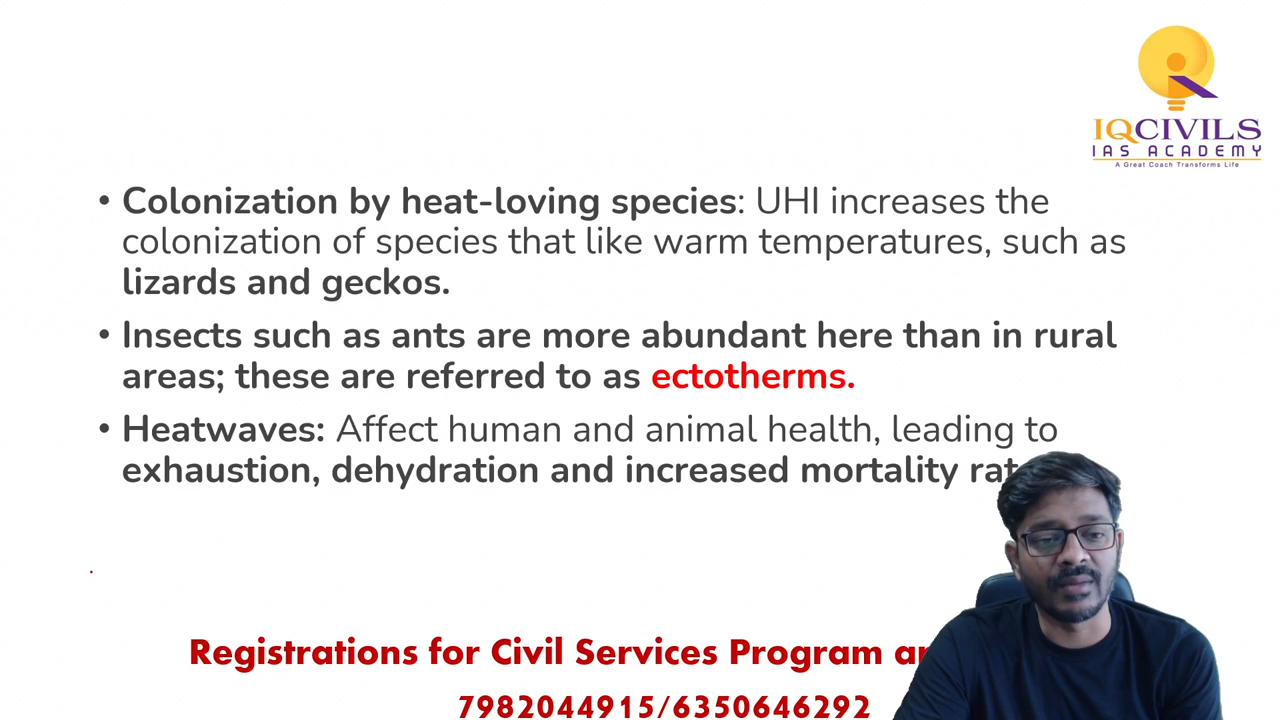 IQCIVILS
IAS ACADEMY
A Great Coach Transforms Life
• Colonization by heat-loving species: UHI increases the
colonization of species that like warm temperatures, such as
lizards and geckos.
• Insects such as ants are more abundant here than in rural
areas; these are referred to as ectotherms.
• Heatwaves: Affect human and animal health, leading to
exhaustion, dehydration and increased mortality
Registrations for Civil Services Program
7982044915/6350646292